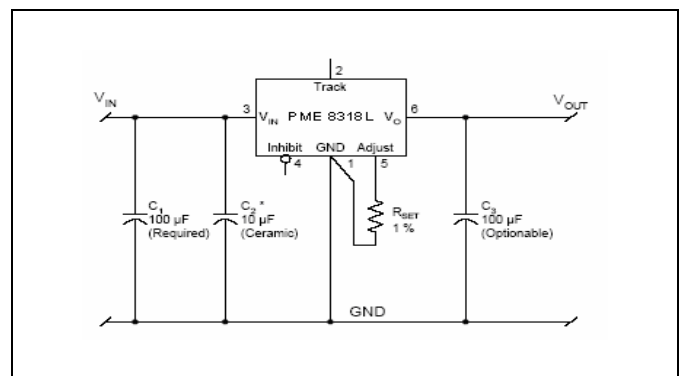 2
Track
V_IN
3
V_IN PME 8318L V_O
6
V_OUT
Inhibit GND Adjust
4
1
5
C_1
100 µF
(Required)
C_2 *
10 µF
(Ceramic)
R_SET
1 %
C_3
100 µF
(Optionable)
GND